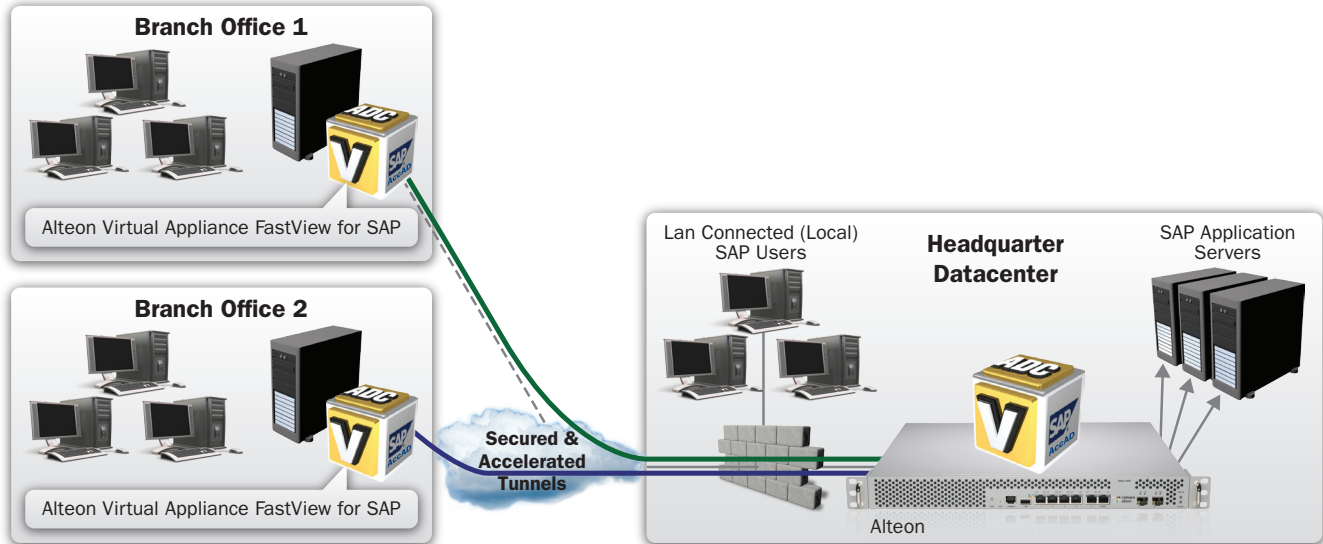 Branch Office 1
ADC
V
SAP
AccAD
Alteon Virtual Appliance FastView for SAP
Branch Office 2
ADC
V
SAP
AccAD
Alteon Virtual Appliance FastView for SAP
Secured &
Accelerated
Tunnels
Lan Connected (Local)
SAP Users
Headquarter
Datacenter
SAP Application
Servers
ADC
V
SAP
AccAD
Alteon